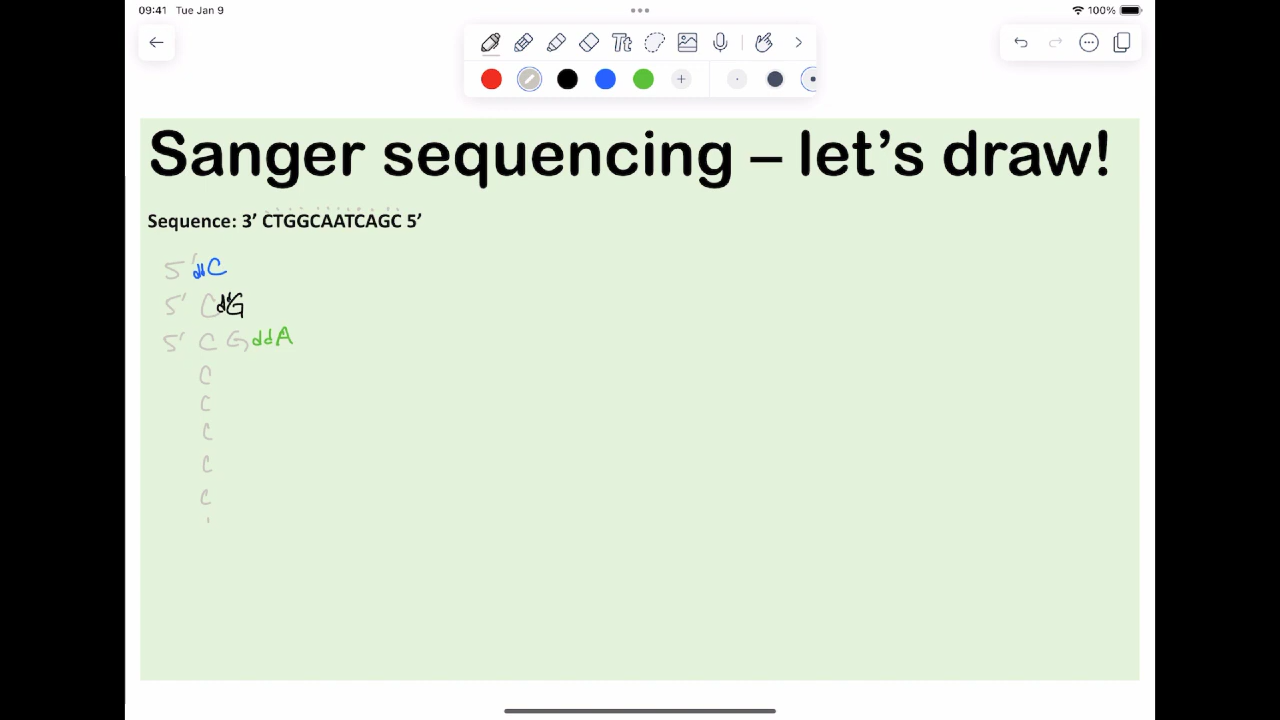 09:41 Tue Jan 9
100%
Tt
Sanger sequencing – let’s draw!
Sequence: 3’ CTGGCAATCAGC 5’
5' ddC
5' C ddG
5' C G ddA
C
C
C
C
C